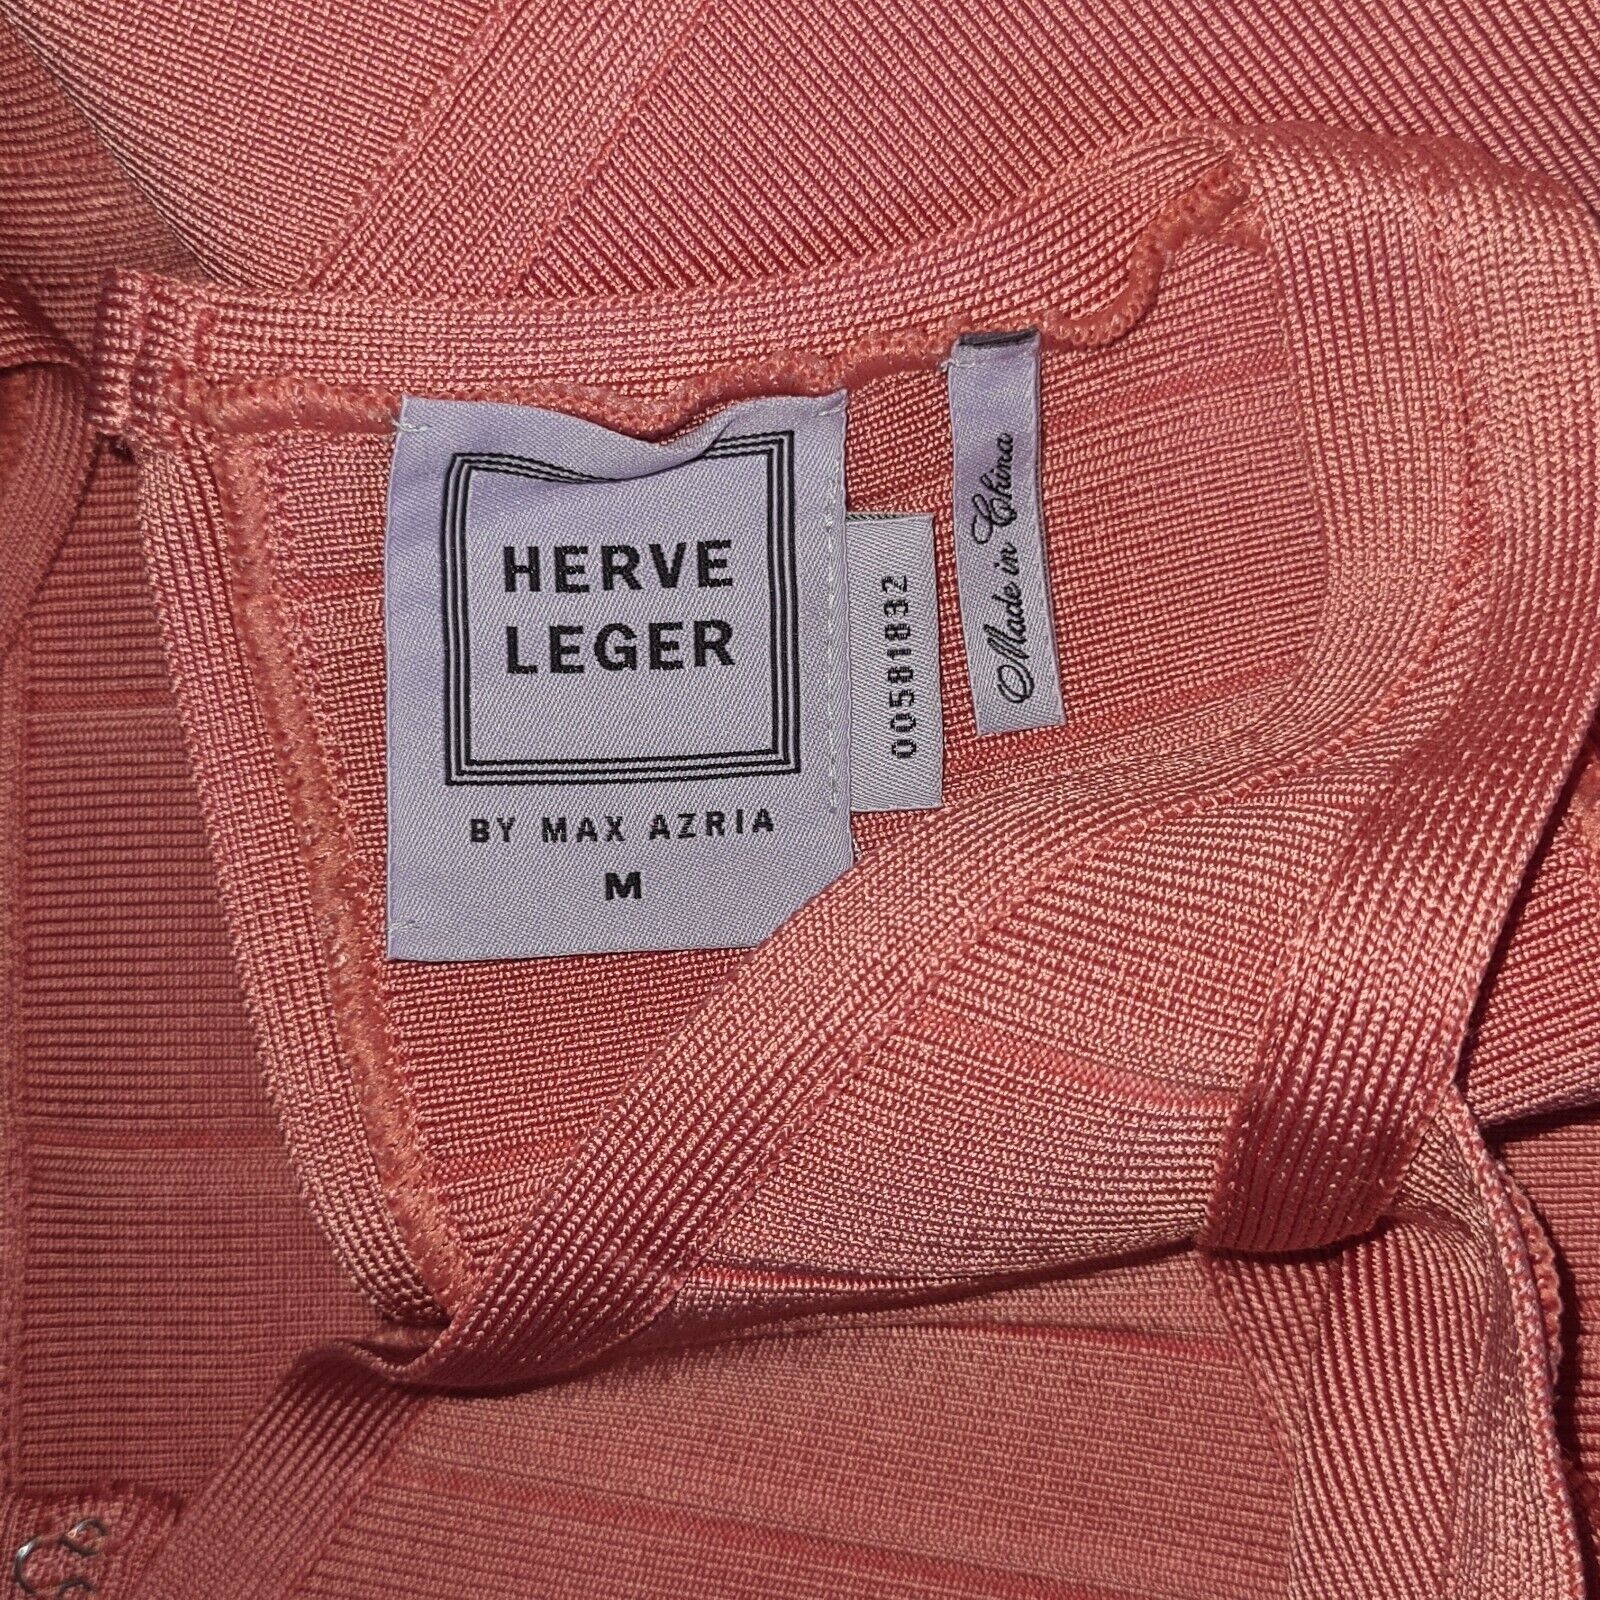 HERVE
LEGER
BY MAX AZRIA
M
00581832
Made in China